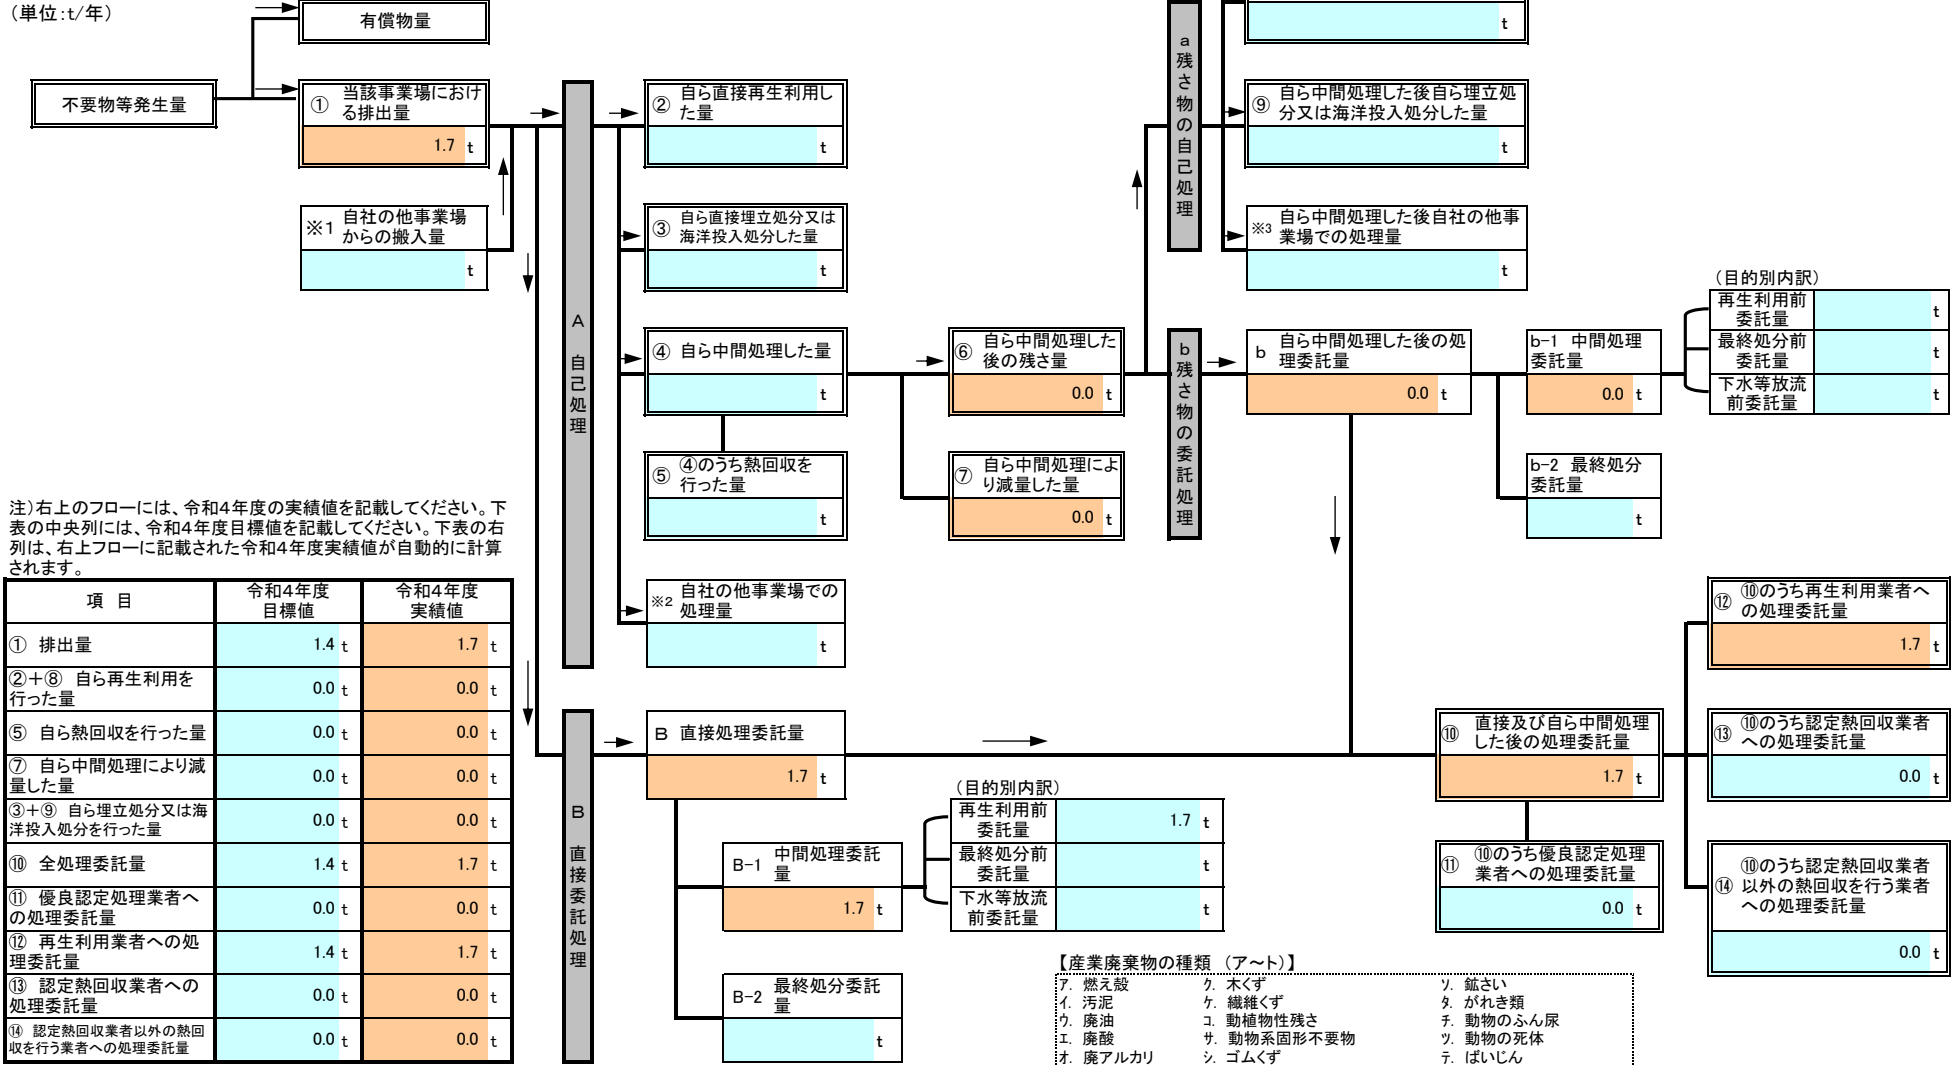 （単位:t/年）
有償物量
不要物等発生量
① 当該事業場におけ
る排出量
1.7 t
※1 自社の他事業場
からの搬入量
t
A 自己処理
② 自ら直接再生利用し
た量
t
③ 自ら直接埋立処分又は
海洋投入処分した量
t
④ 自ら中間処理した量
t
⑤ ④のうち熱回収を
行った量
t
※2 自社の他事業場での
処理量
t
⑥ 自ら中間処理した
後の残さ量
0.0 t
⑦ 自ら中間処理によ
り減量した量
0.0 t
a 残さ物の自己処理
t
⑨ 自ら中間処理した後自ら埋立処
分又は海洋投入処分した量
t
※3 自ら中間処理した後自社の他事
業場での処理量
t
b 残さ物の委託処理
b 自ら中間処理した後の処
理委託量
0.0 t
b-1 中間処理
委託量
0.0 t
b-2 最終処分
委託量
t
（目的別内訳）
再生利用前
委託量
t
最終処分前
委託量
t
下水等放流
前委託量
t
注）右上のフローには、令和4年度の実績値を記載してください。下
表の中央列には、令和4年度目標値を記載してください。下表の右
列は、右上フローに記載された令和4年度実績値が自動的に計算
されます。
項 目 令和4年度
目標値 令和4年度
実績値
① 排出量 1.4 t 1.7 t
②＋⑧ 自ら再生利用を
行った量 0.0 t 0.0 t
⑤ 自ら熱回収を行った量 0.0 t 0.0 t
⑦ 自ら中間処理により減
量した量 0.0 t 0.0 t
③＋⑨ 自ら埋立処分又は海
洋投入処分を行った量 0.0 t 0.0 t
⑩ 全処理委託量 1.4 t 1.7 t
⑪ 優良認定処理業者へ
の処理委託量 0.0 t 0.0 t
⑫ 再生利用業者への処
理委託量 1.4 t 1.7 t
⑬ 認定熱回収業者への
処理委託量 0.0 t 0.0 t
⑭ 認定熱回収業者以外の熱回
収を行う業者への処理委託量 0.0 t 0.0 t
B 直接委託処理
B 直接処理委託量
1.7 t
B-1 中間処理委託
量
1.7 t
B-2 最終処分委託
量
t
（目的別内訳）
再生利用前
委託量
1.7 t
最終処分前
委託量
t
下水等放流
前委託量
t
⑩ 直接及び自ら中間処理
した後の処理委託量
1.7 t
⑪ ⑩のうち優良認定処理
業者への処理委託量
0.0 t
⑫ ⑩のうち再生利用業者へ
の処理委託量
1.7 t
⑬ ⑩のうち認定熱回収業者
への処理委託量
0.0 t
⑭ ⑩のうち認定熱回収業者
以外の熱回収を行う業者
への処理委託量
0.0 t
【産業廃棄物の種類 （ア～ト）】
ア. 燃え殻 ク. 木くず ソ. 鉱さい
イ. 汚泥 ケ. 繊維くず タ. がれき類
ウ. 廃油 コ. 動植物性残さ チ. 動物のふん尿
エ. 廃酸 サ. 動物系固形不要物 ツ. 動物の死体
オ. 廃アルカリ シ. ゴムくず テ. ばいじん